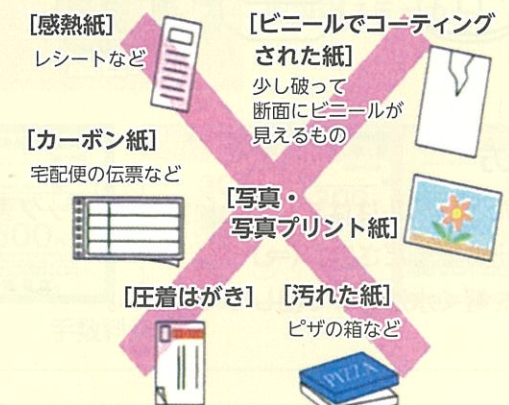 [感熱紙]
レシートなど
[ビニールでコーティング
された紙]
少し破って
断面にビニールが
見えるもの
[カーボン紙]
宅配便の伝票など
[写真・
写真プリント紙]
[圧着はがき]
[汚れた紙]
ピザの箱など
PIZZA